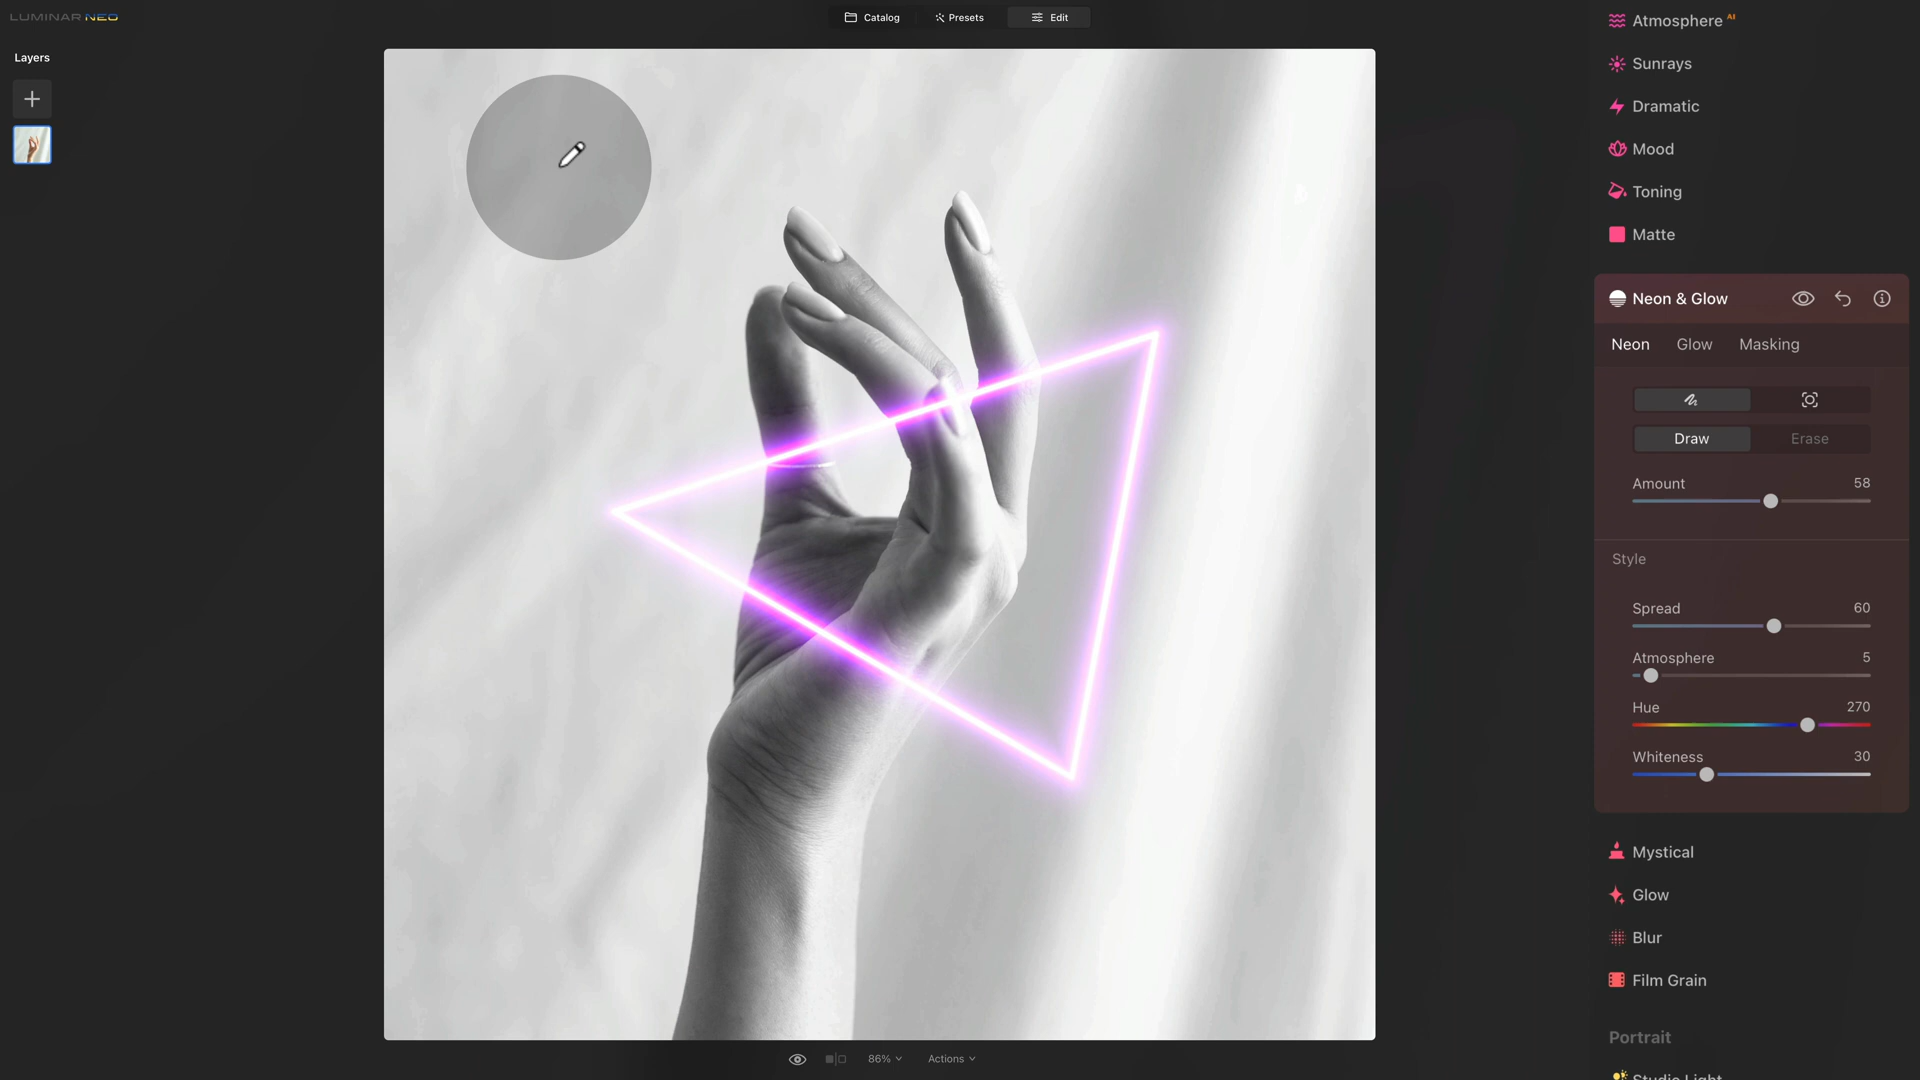 LUMINAR NEO
Catalog
Presets
Edit
Layers
Atmosphere AI
Sunrays
Dramatic
Mood
Toning
Matte
Neon & Glow
Neon Glow Masking
Draw Erase
Amount 58
Style
Spread 60
Atmosphere 5
Hue 270
Whiteness 30
Mystical
Glow
Blur
Film Grain
Portrait
Studio Light
86% Actions